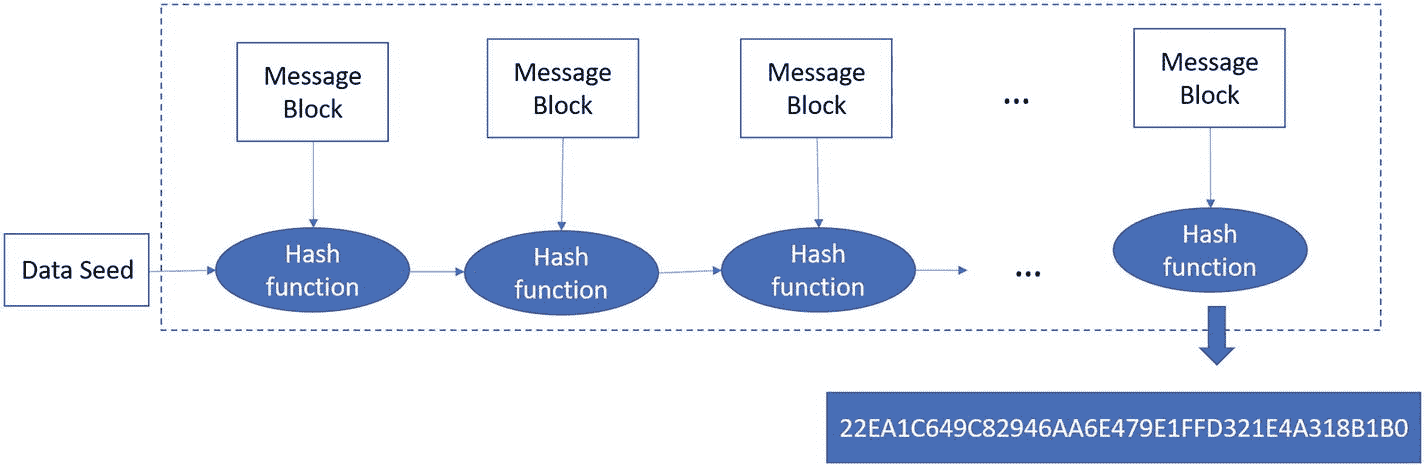 Message
Block
Message
Block
Message
Block
...
Message
Block
Data Seed
Hash
function
Hash
function
Hash
function
...
Hash
function
22EA1C649C82946AA6E479E1FFD321E4A318B1B0